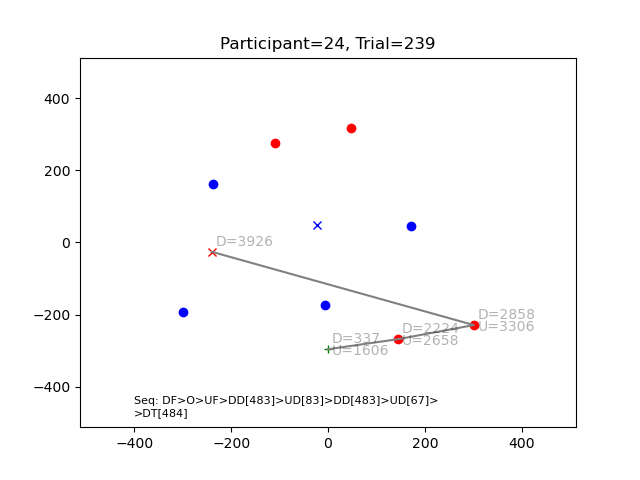 Participant=24, Trial=239
400
200
0
−200
−400
D=3926
D=2858
U=3306
D=2224
U=2658
D=337
U=1606
Seq: DF>O>UF>DD[483]>UD[83]>DD[483]>UD[67]>
>DT[484]
−400 −200 0 200 400